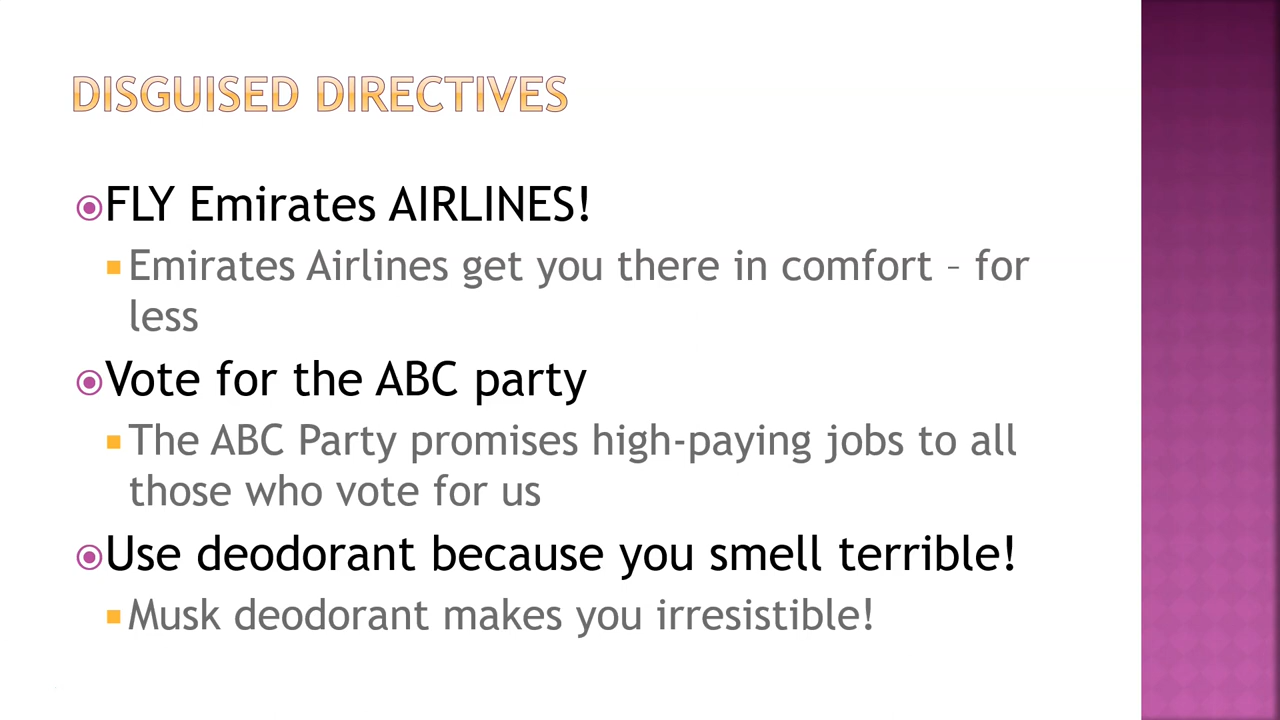 DISGUISED DIRECTIVES
FLY Emirates AIRLINES!
Emirates Airlines get you there in comfort – for
less
Vote for the ABC party
The ABC Party promises high-paying jobs to all
those who vote for us
Use deodorant because you smell terrible!
Musk deodorant makes you irresistible!